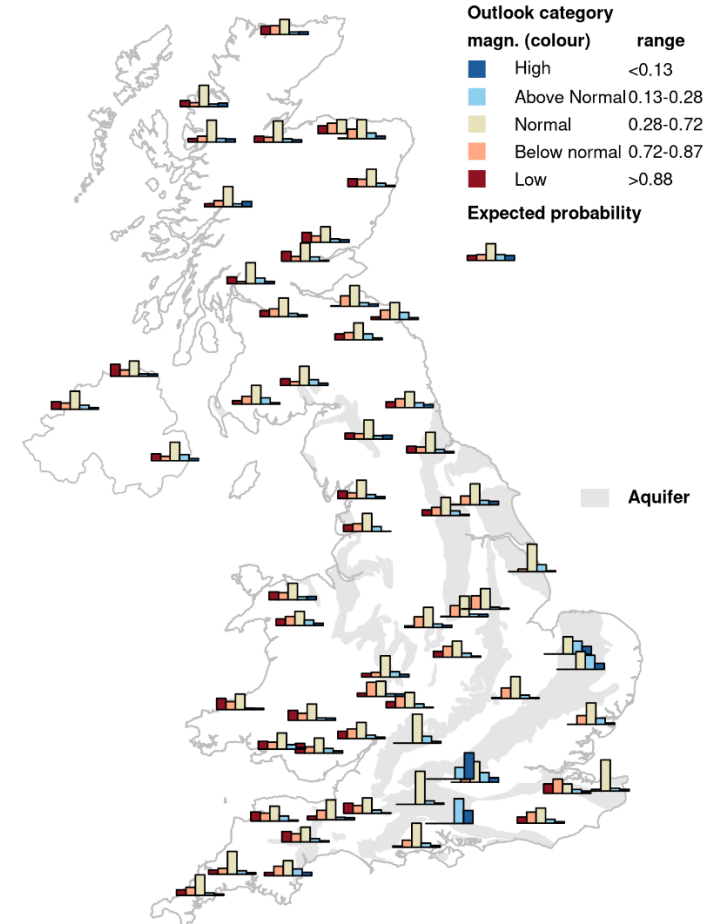 Outlook category
magn. (colour) range
High <0.13
Above Normal 0.13-0.28
Normal 0.28-0.72
Below normal 0.72-0.87
Low >0.88
Expected probability
Aquifer